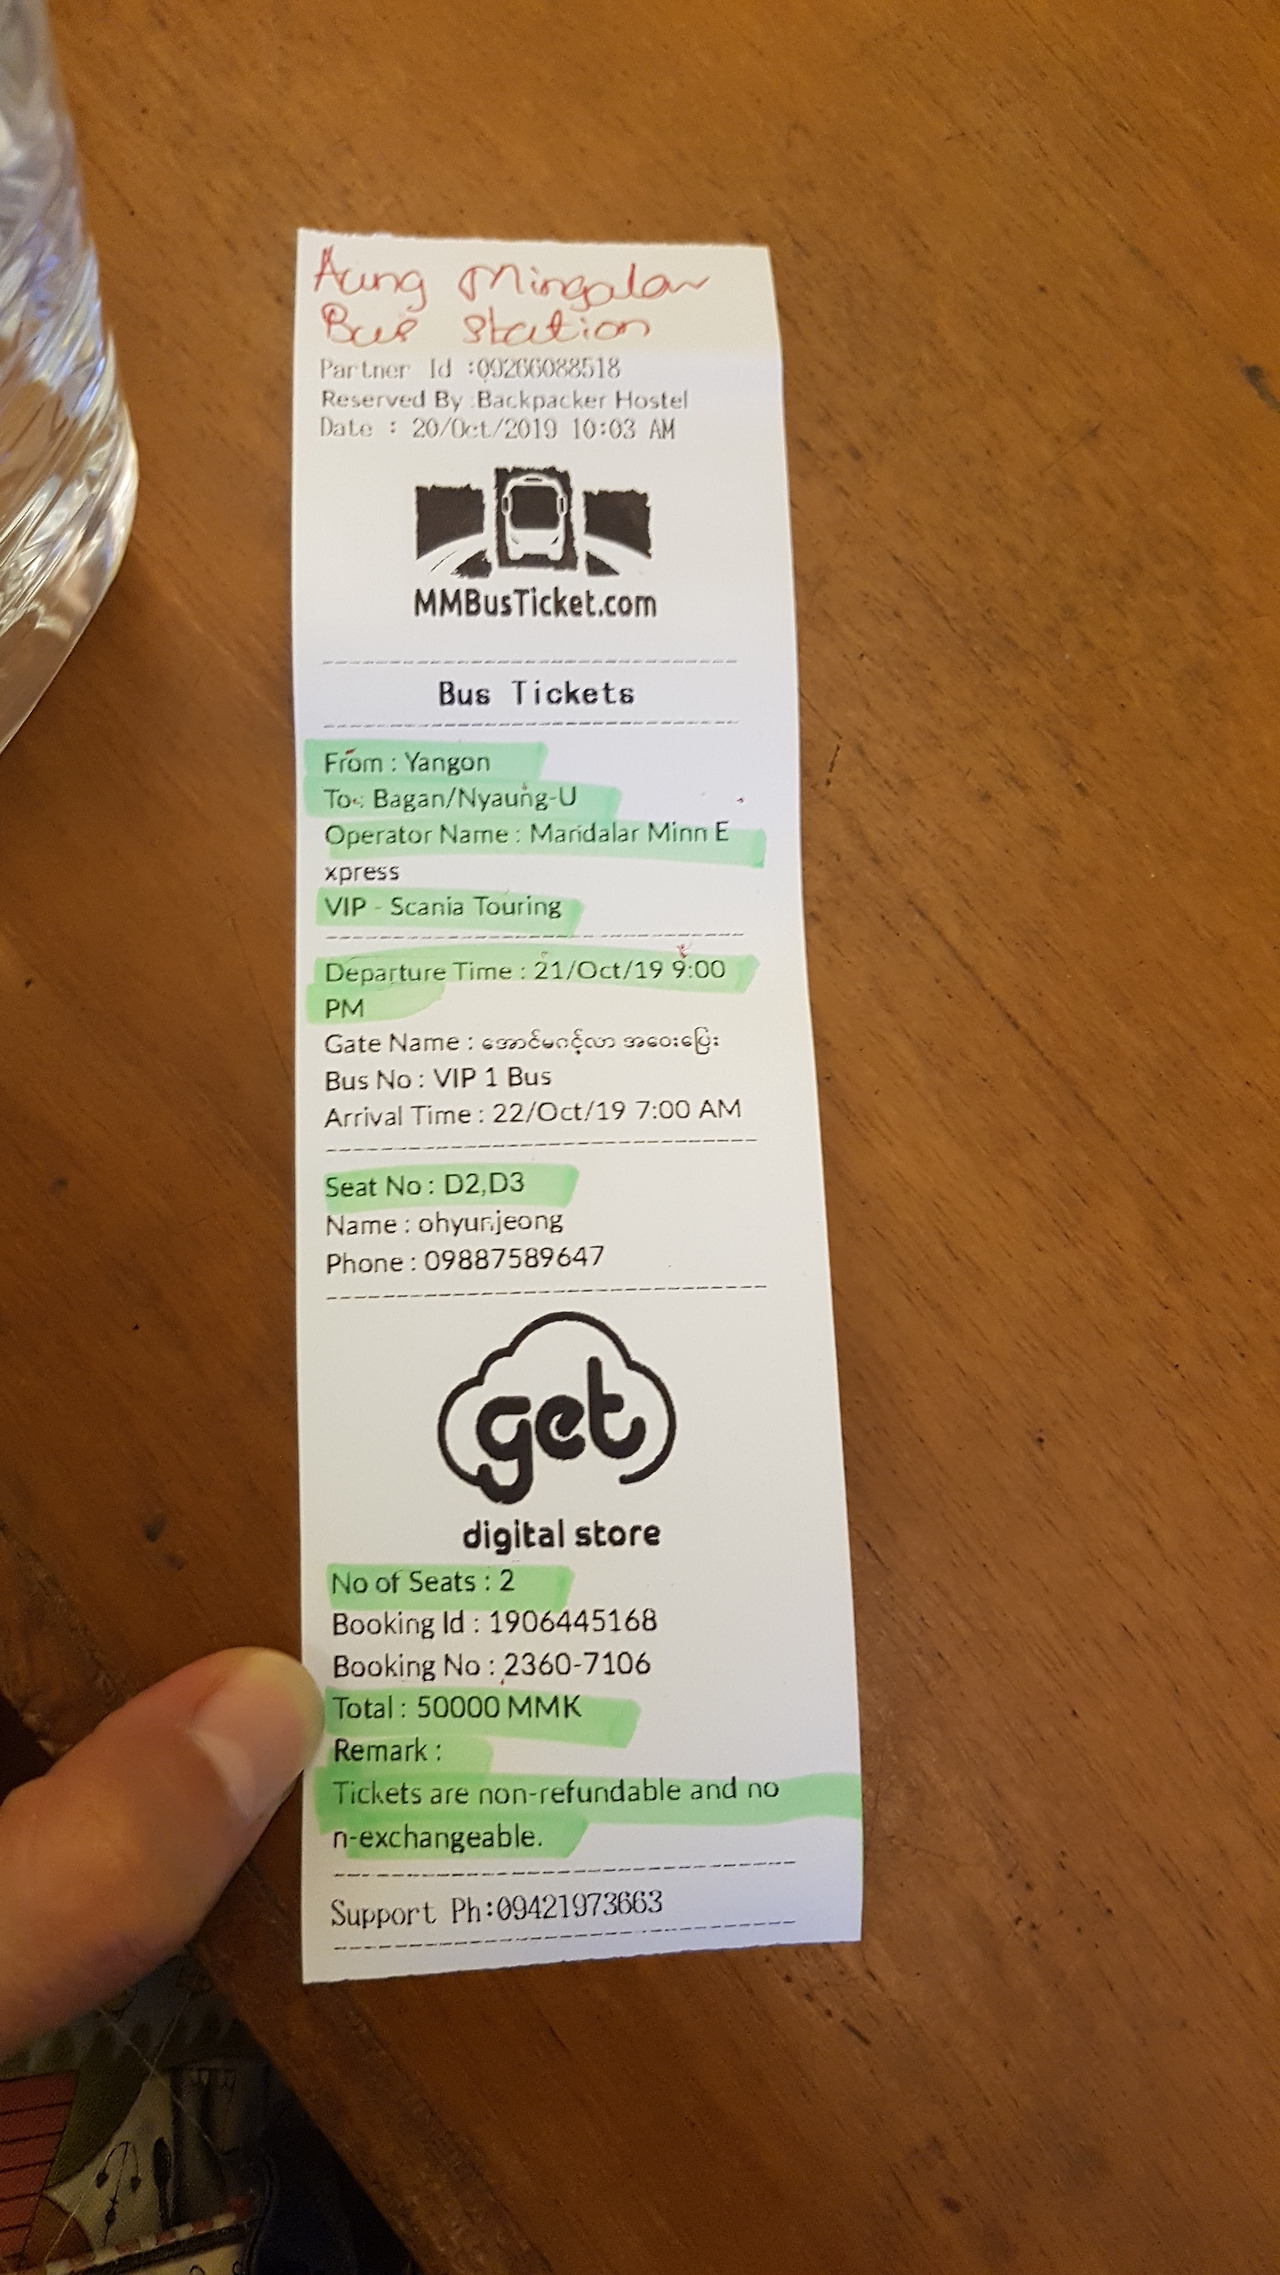 Aung Mingalar
Bus Station
Partner Id :09266088518
Reserved By :Backpacker Hostel
Date : 20/Oct/2019 10:03 AM
MMBusTicket.com
Bus Tickets
From : Yangon
To : Bagan/Nyaung-U
Operator Name : Mandalar Minn E
xpress
VIP - Scania Touring
Departure Time : 21/Oct/19 9:00
PM
Gate Name : အောင်မင်္ဂလာ အဝေးပြေး
Bus No : VIP 1 Bus
Arrival Time : 22/Oct/19 7:00 AM
Seat No : D2,D3
Name : ohyunjeong
Phone : 09887589647
get
digital store
No of Seats : 2
Booking Id : 1906445168
Booking No : 2360-7106
Total : 50000 MMK
Remark :
Tickets are non-refundable and no
n-exchangeable.
Support Ph:09421973663